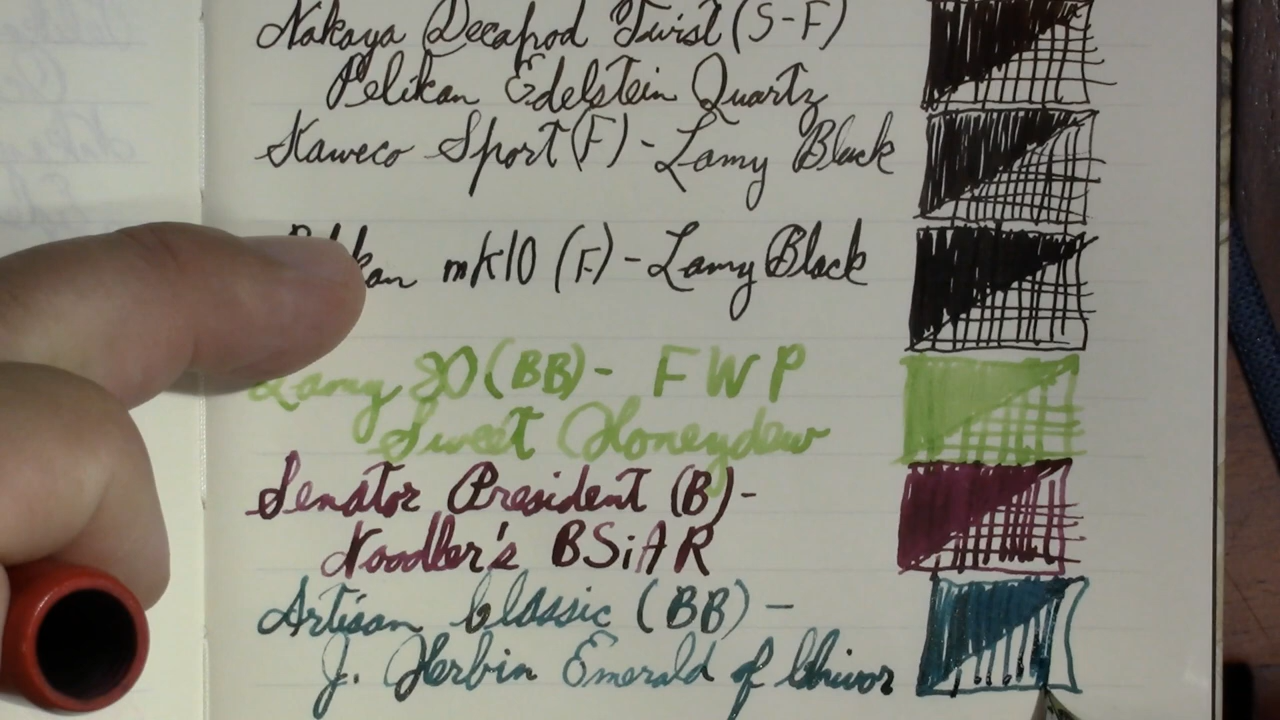 Nakaya Decapod Twist (S-F)
Pelikan Edelstein Quartz
Kaweco Sport (F) - Lamy Black
mk10 (F) - Lamy Black
Lamy 80 (BB) - FWP
Sweet Honeydew
Senator President (B) -
Noodler's BSiAR
Artisan Classic (BB) -
J. Herbin Emerald of Chivor